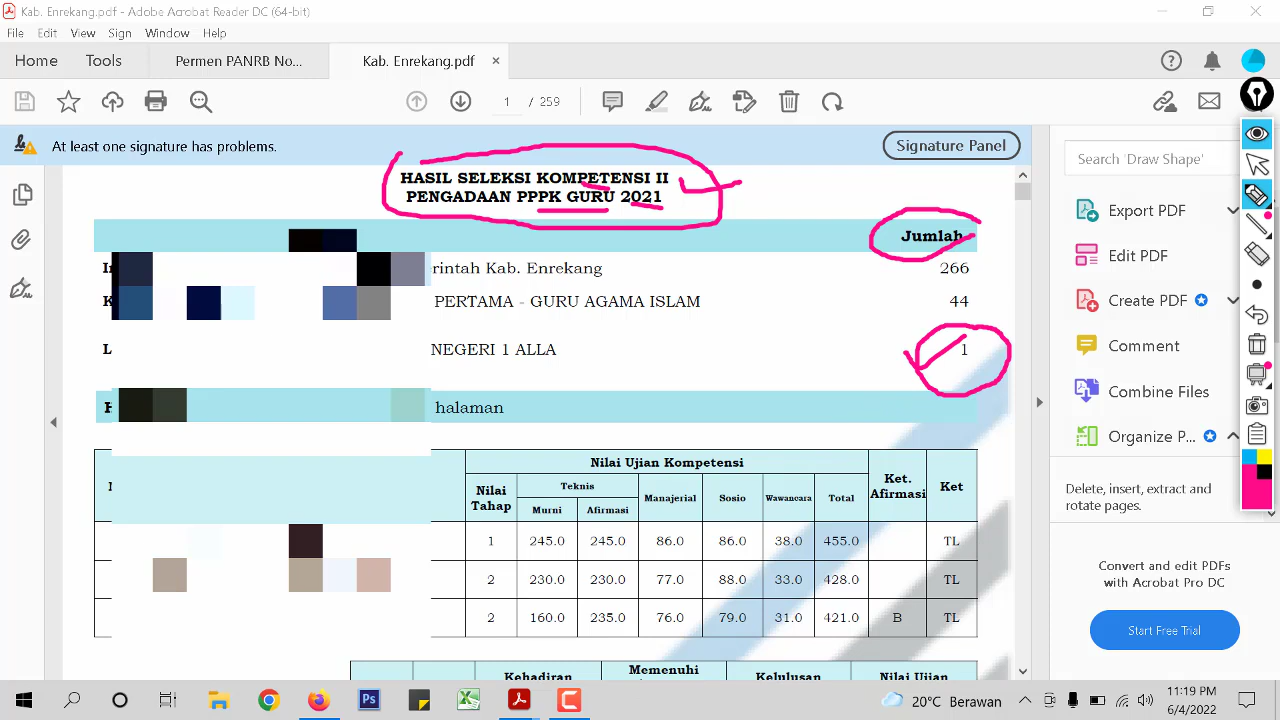 Kab. Enrekang.pdf - Adobe Acrobat Reader DC (64-bit)
File Edit View Sign Window Help
Home Tools Permen PANRB No... Kab. Enrekang.pdf ×
1 / 259
At least one signature has problems. Signature Panel
Search 'Draw Shape'
HASIL SELEKSI KOMPETENSI II
PENGADAAN PPPK GURU 2021
Jumlah
rintah Kab. Enrekang 266
PERTAMA - GURU AGAMA ISLAM 44
NEGERI 1 ALLA 1
halaman
Nilai Tahap
Nilai Ujian Kompetensi
Ket. Afirmasi
Ket
Teknis Manajerial Sosio Wawancara Total
Murni Afirmasi
1 245.0 245.0 86.0 86.0 38.0 455.0 TL
2 230.0 230.0 77.0 88.0 33.0 428.0 TL
2 160.0 235.0 76.0 79.0 31.0 421.0 B TL
Kehadiran Memenuhi Kelulusan Nilai Ujian
Export PDF
Edit PDF
Create PDF
Comment
Combine Files
Organize P...
Delete, insert, extract and
rotate pages.
Convert and edit PDFs
with Acrobat Pro DC
Start Free Trial
20°C Berawan
11:19 PM
6/4/2022